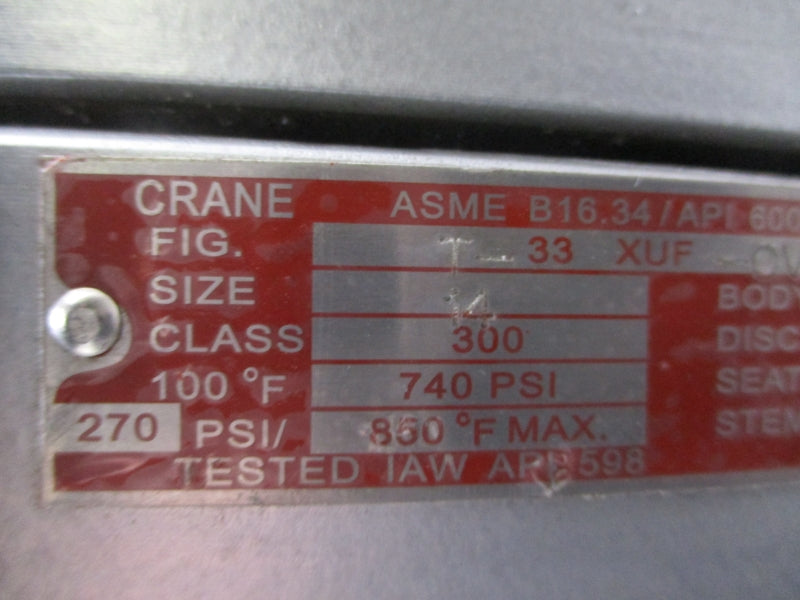 CRANE ASME B16.34/API 600
FIG. T-33 XUF -OV
SIZE 14 BODY
CLASS 300 DISC
100 °F 740 PSI SEAT
270 PSI/ 850 °F MAX. STEM
TESTED IAW API 598